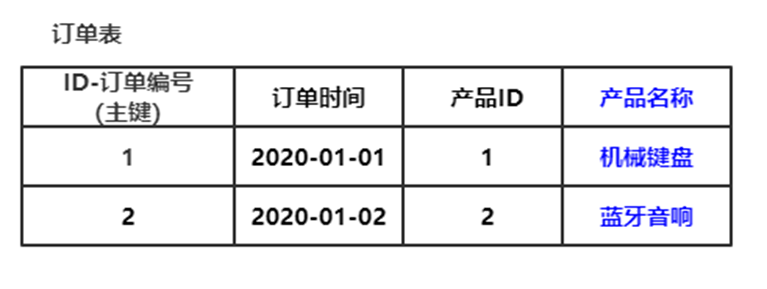 订单表
ID-订单编号
(主键)
订单时间
产品ID
产品名称
1
2020-01-01
1
机械键盘
2
2020-01-02
2
蓝牙音响